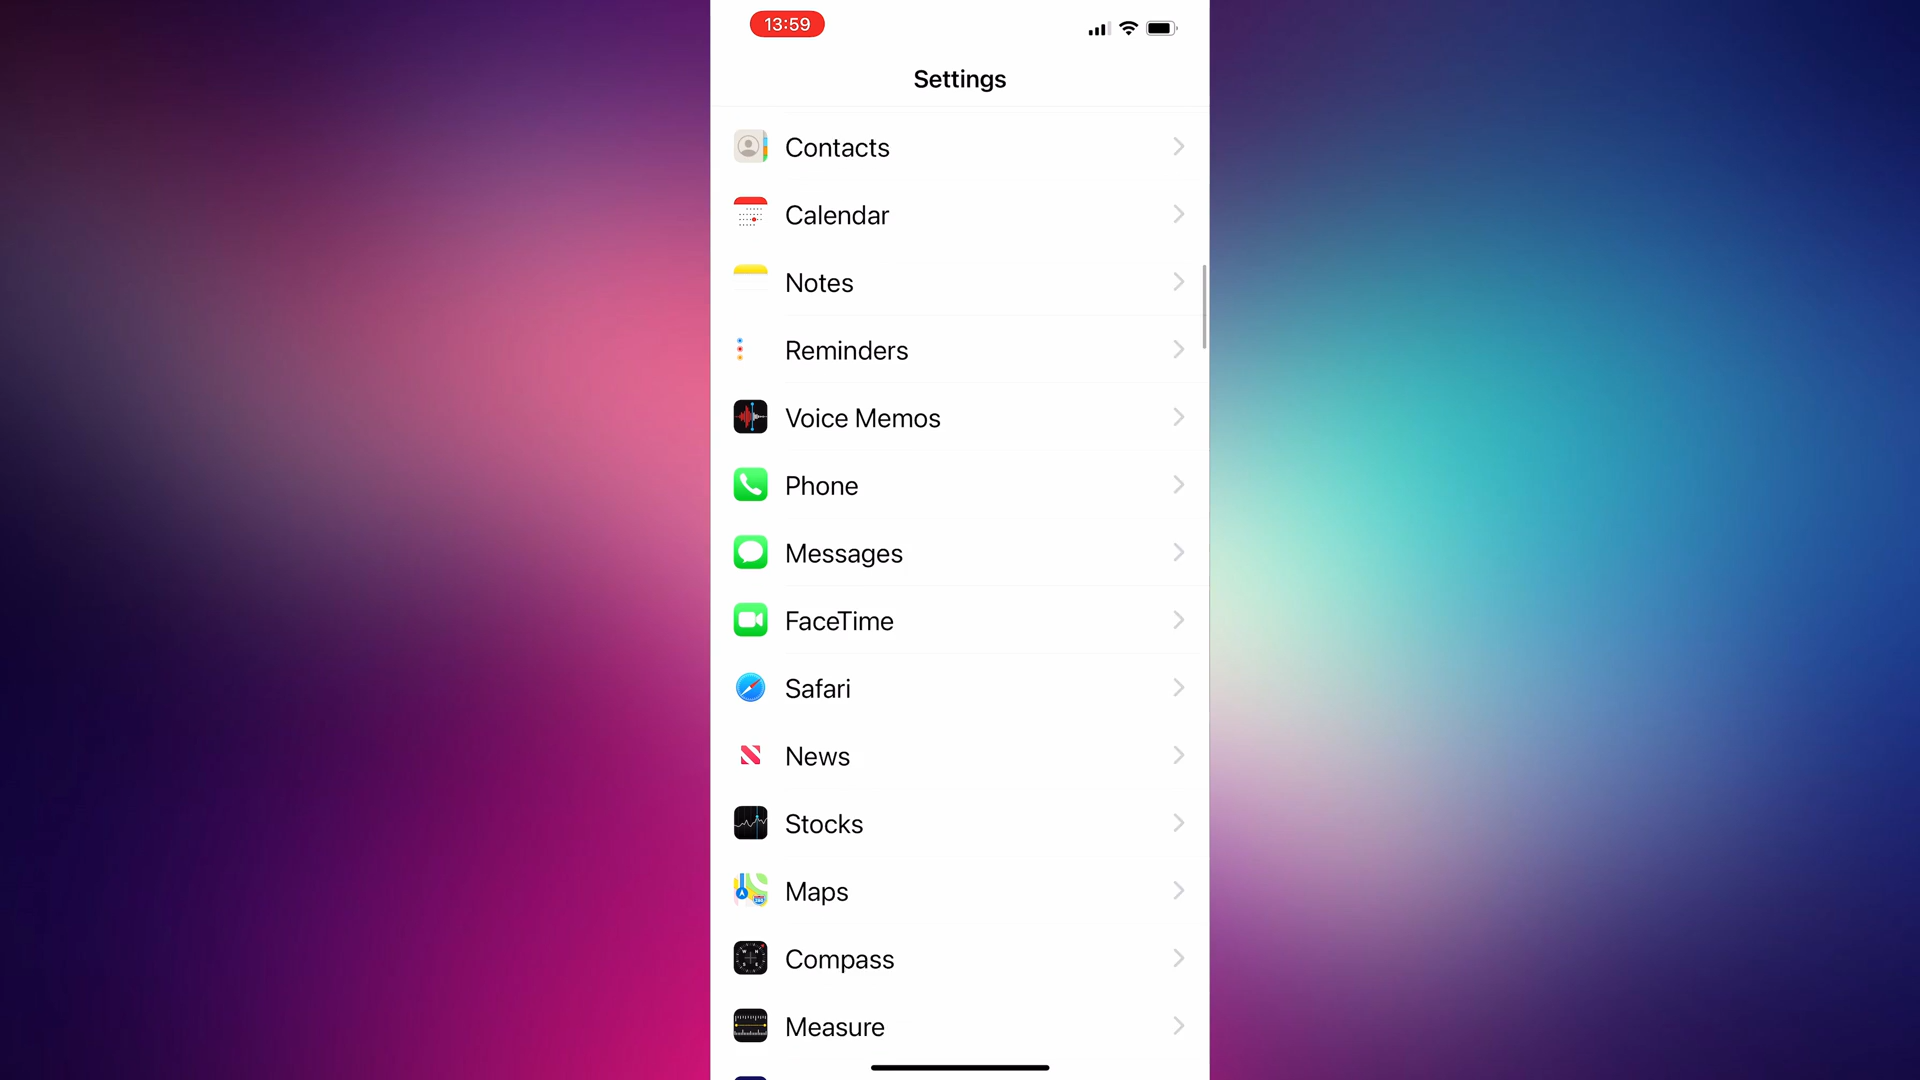 13:59
Settings
Contacts
Calendar
Notes
Reminders
Voice Memos
Phone
Messages
FaceTime
Safari
News
Stocks
Maps
Compass
Measure